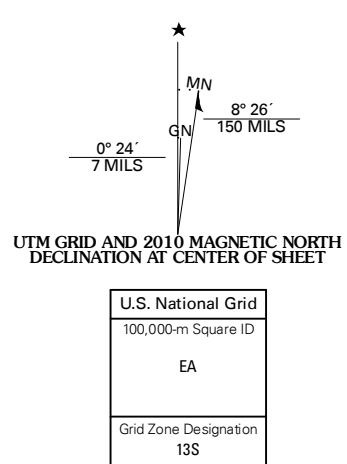 ★
MN
8° 26´
150 MILS
GN
0° 24´
7 MILS
UTM GRID AND 2010 MAGNETIC NORTH
DECLINATION AT CENTER OF SHEET
U.S. National Grid
100,000-m Square ID
EA
Grid Zone Designation
13S